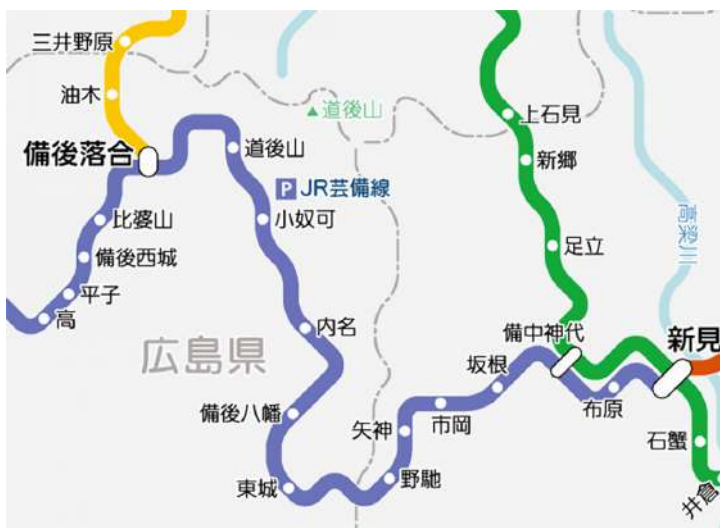 三井野原
油木
備後落合
道後山
上石見
道後山
新郷
P JR芸備線
比婆山
小奴可
高梁川
備後西城
足立
平子
高
内名
備中神代
新見
広島県
坂根
備後八幡
布原
矢神
市岡
石蟹
東城
野馳
井倉